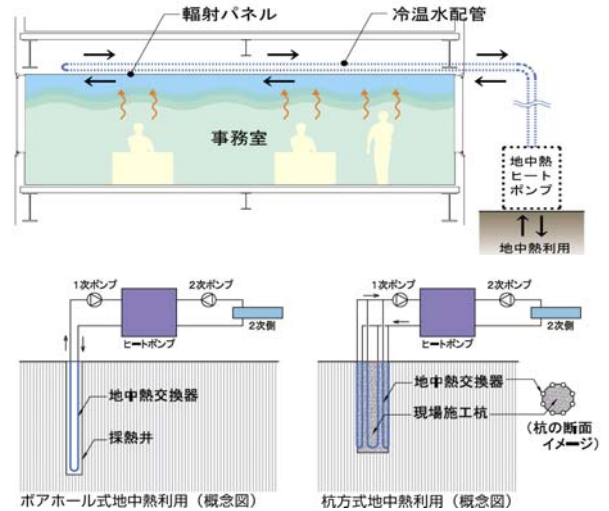 輻射パネル
冷温水配管
事務室
地中熱
ヒート
ポンプ
地中熱利用
1次ポンプ
2次ポンプ
ヒートポンプ
2次側
地中熱交換器
採熱井
ボアホール式地中熱利用（概念図）
1次ポンプ
2次ポンプ
ヒートポンプ
2次側
地中熱交換器
現場施工杭
（杭の断面
イメージ）
杭方式地中熱利用（概念図）